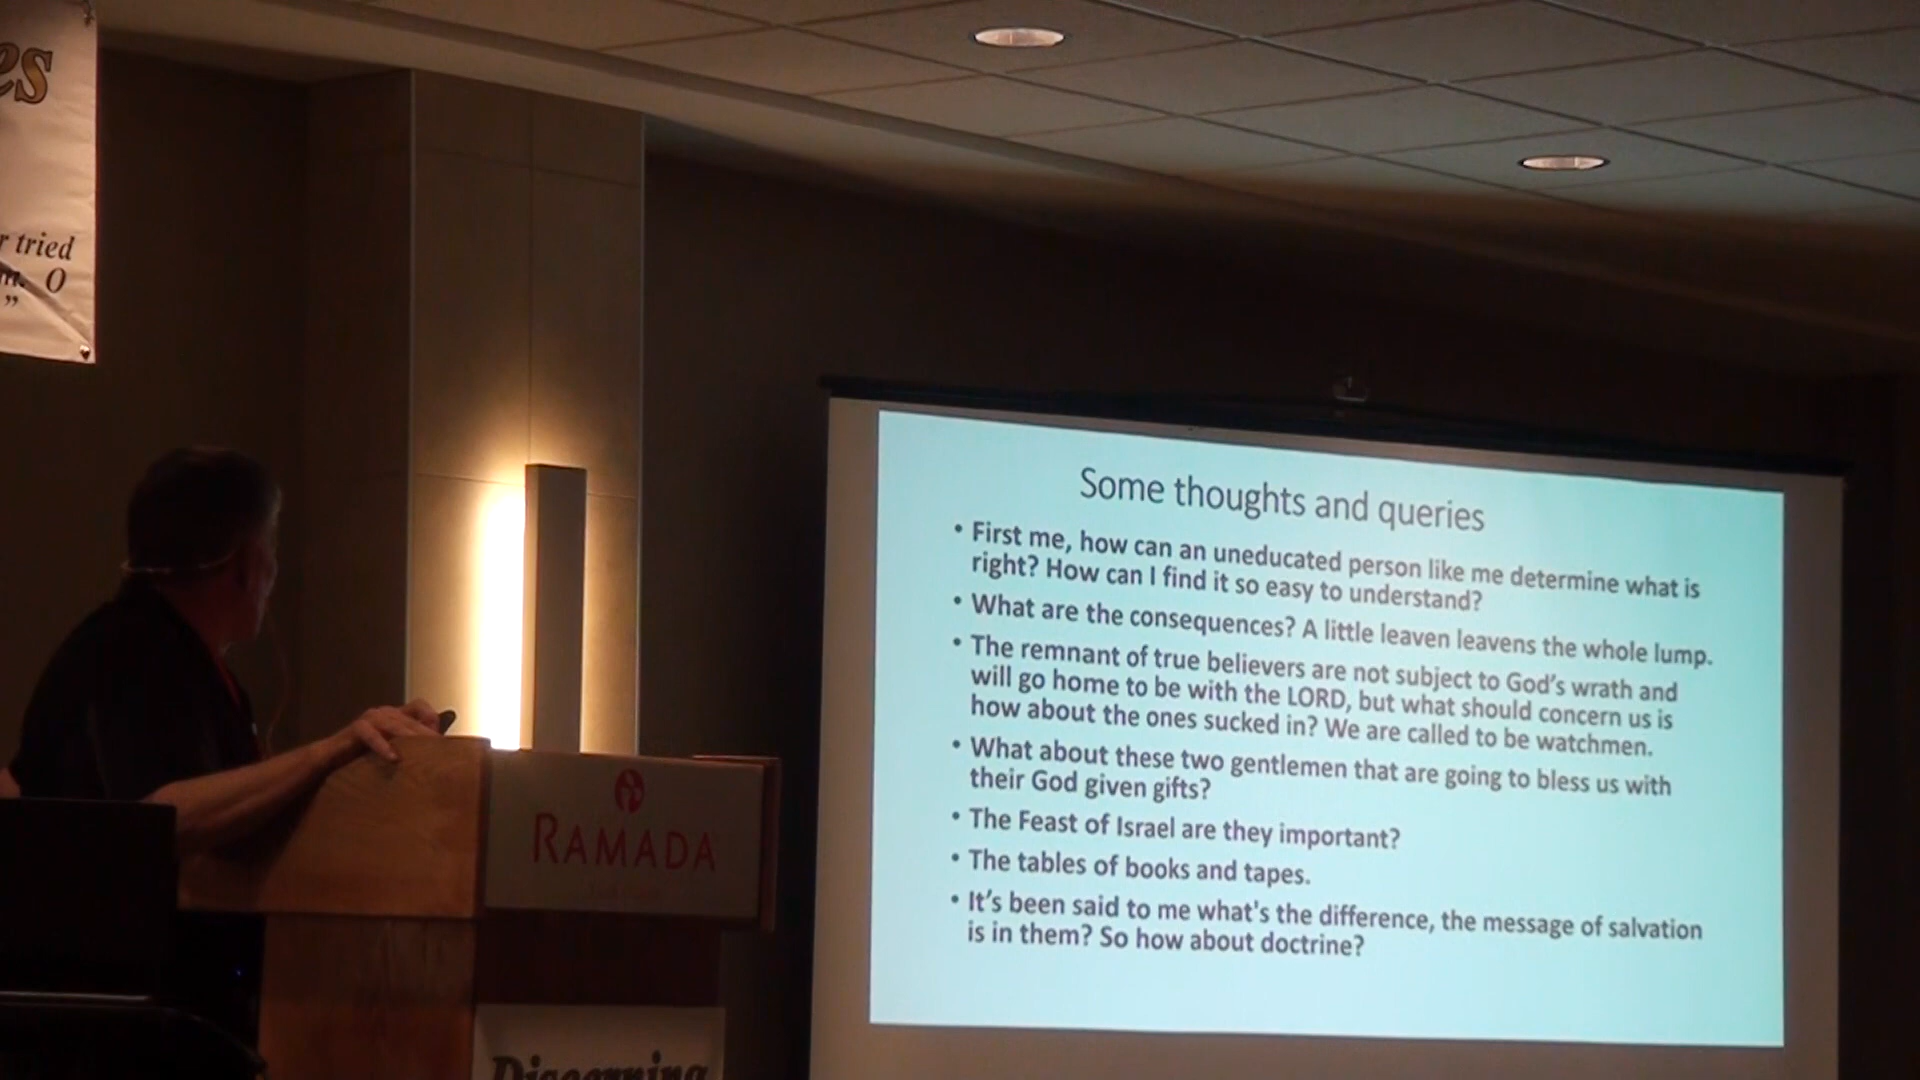 es
r tried
O
”
RAMADA
Discerning
Some thoughts and queries
• First me, how can an uneducated person like me determine what is
right? How can I find it so easy to understand?
• What are the consequences? A little leaven leavens the whole lump.
• The remnant of true believers are not subject to God’s wrath and
will go home to be with the LORD, but what should concern us is
how about the ones sucked in? We are called to be watchmen.
• What about these two gentlemen that are going to bless us with
their God given gifts?
• The Feast of Israel are they important?
• The tables of books and tapes.
• It’s been said to me what's the difference, the message of salvation
is in them? So how about doctrine?